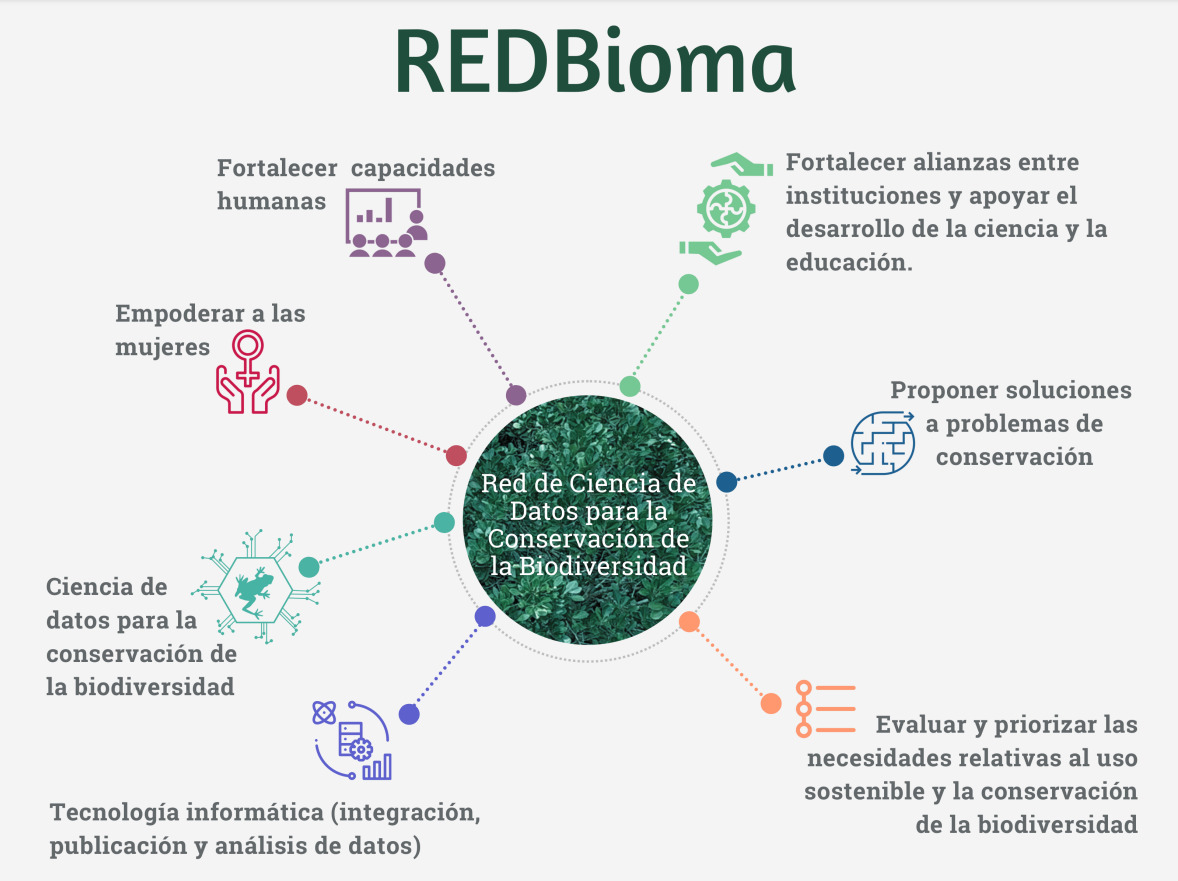 REDBioma
Fortalecer capacidades
humanas
Fortalecer alianzas entre
instituciones y apoyar el
desarrollo de la ciencia y la
educación.
Empoderar a las
mujeres
Proponer soluciones
a problemas de
conservación
Red de Ciencia de
Datos para la
Conservación de
la Biodiversidad
Ciencia de
datos para la
conservación de
la biodiversidad
Evaluar y priorizar las
necesidades relativas al uso
sostenible y la conservación
de la biodiversidad
Tecnología informática (integración,
publicación y análisis de datos)